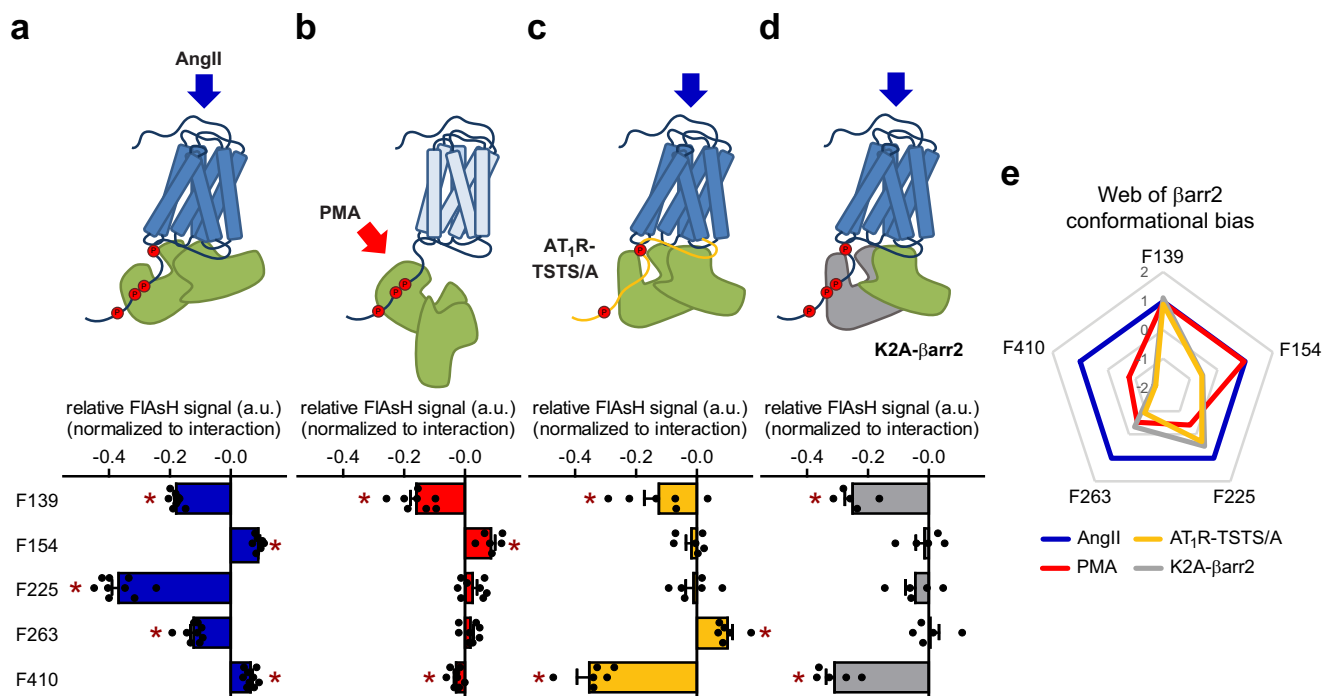 a
b
c
d
AngII
PMA
AT₁R-
TSTS/A
K2A-βarr2
P
P
P
P
P
P
P
P
P
P
P
P
P
P
relative FlAsH signal (a.u.)
(normalized to interaction)
-0.4 -0.2 -0.0
relative FlAsH signal (a.u.)
(normalized to interaction)
-0.4 -0.2 -0.0
relative FlAsH signal (a.u.)
(normalized to interaction)
-0.4 -0.2 -0.0
relative FlAsH signal (a.u.)
(normalized to interaction)
-0.4 -0.2 -0.0
F139 * * * *
F154 * *
F225 *
F263 * *
F410 * * * *
e
Web of βarr2
conformational bias
F139
2
1
0
-1
-2
F154
F225
F263
F410
AngII
AT₁R-TSTS/A
PMA
K2A-βarr2